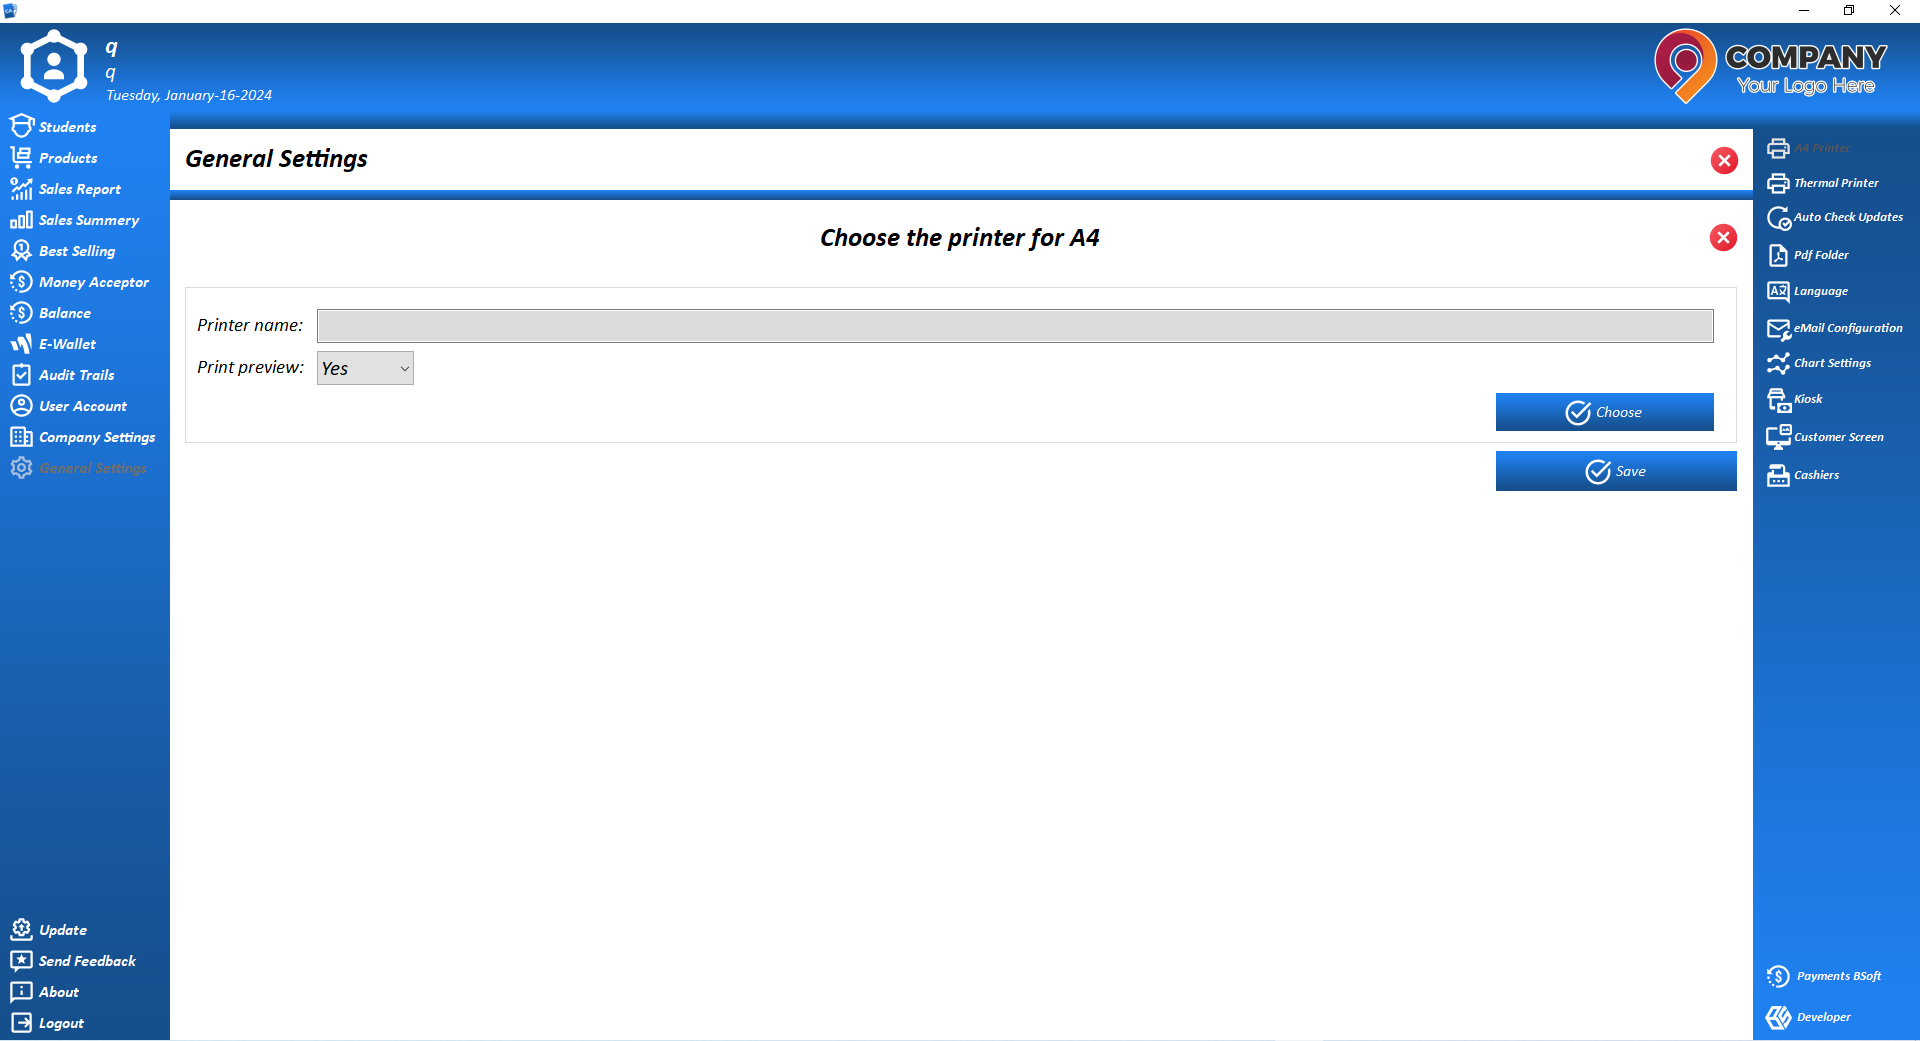 q
q
Tuesday, January-16-2024
COMPANY
Your Logo Here
Students
Products
Sales Report
Sales Summery
Best Selling
Money Acceptor
Balance
E-Wallet
Audit Trails
User Account
Company Settings
General Settings
Update
Send Feedback
About
Logout
General Settings
Choose the printer for A4
Printer name:
Print preview: Yes
Choose
Save
A4 Printer
Thermal Printer
Auto Check Updates
Pdf Folder
Language
eMail Configuration
Chart Settings
Kiosk
Customer Screen
Cashiers
Payments BSoft
Developer